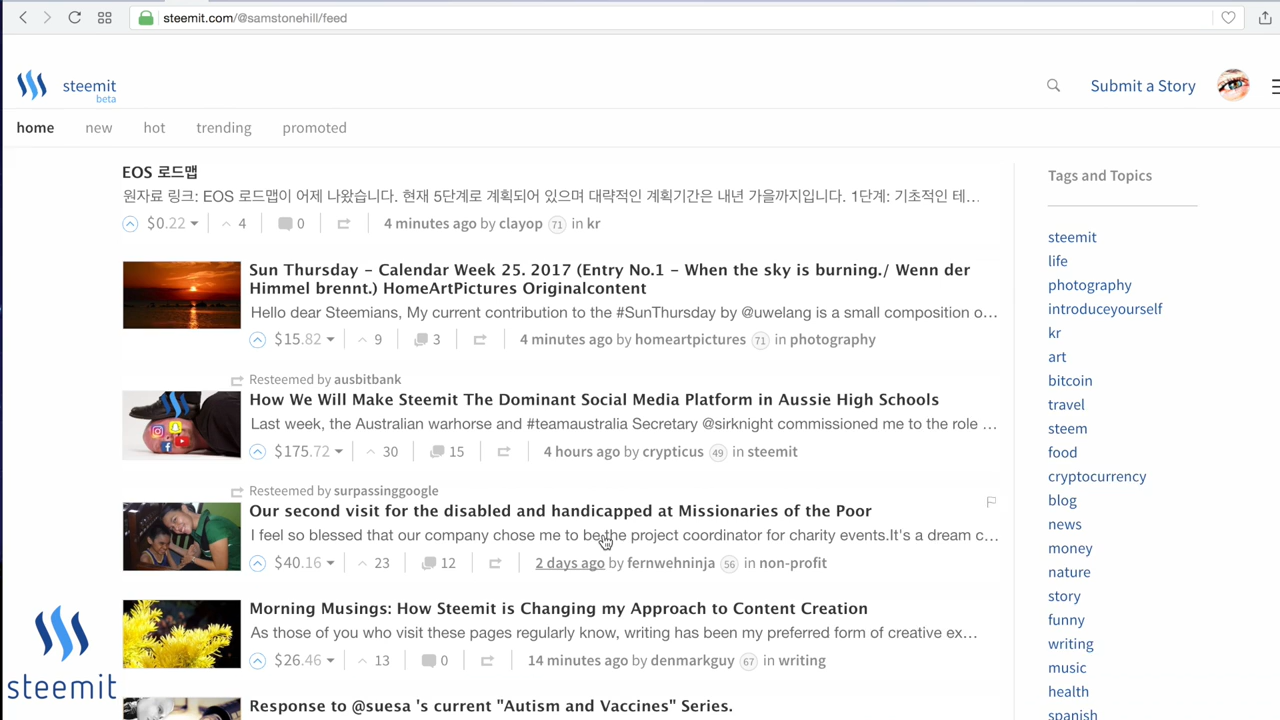 steemit.com/@samstonehill/feed
steemit
beta
Submit a Story
home new hot trending promoted
EOS 로드맵
원자료 링크: EOS 로드맵이 어제 나왔습니다. 현재 5단계로 계획되어 있으며 대략적인 계획기간은 내년 가을까지입니다. 1단계: 기초적인 테...
$0.22 4 0 4 minutes ago by clayop 71 in kr
Sun Thursday - Calendar Week 25. 2017 (Entry No.1 - When the sky is burning./ Wenn der
Himmel brennt.) HomeArtPictures Originalcontent
Hello dear Steemians, My current contribution to the #SunThursday by @uwelang is a small composition o...
$15.82 9 3 4 minutes ago by homeartpictures 71 in photography
Resteemed by ausbitbank
How We Will Make Steemit The Dominant Social Media Platform in Aussie High Schools
Last week, the Australian warhorse and #teamaustralia Secretary @sirknight commissioned me to the role ...
$175.72 30 15 4 hours ago by crypticus 49 in steemit
Resteemed by surpassinggoogle
Our second visit for the disabled and handicapped at Missionaries of the Poor
I feel so blessed that our company chose me to be the project coordinator for charity events.It's a dream c...
$40.16 23 12 2 days ago by fernwehninja 56 in non-profit
Morning Musings: How Steemit is Changing my Approach to Content Creation
As those of you who visit these pages regularly know, writing has been my preferred form of creative ex...
$26.46 13 0 14 minutes ago by denmarkguy 67 in writing
Response to @suesa 's current "Autism and Vaccines" Series.
Tags and Topics
steemit
life
photography
introduceyourself
kr
art
bitcoin
travel
steem
food
cryptocurrency
blog
news
money
nature
story
funny
writing
music
health
spanish
steemit